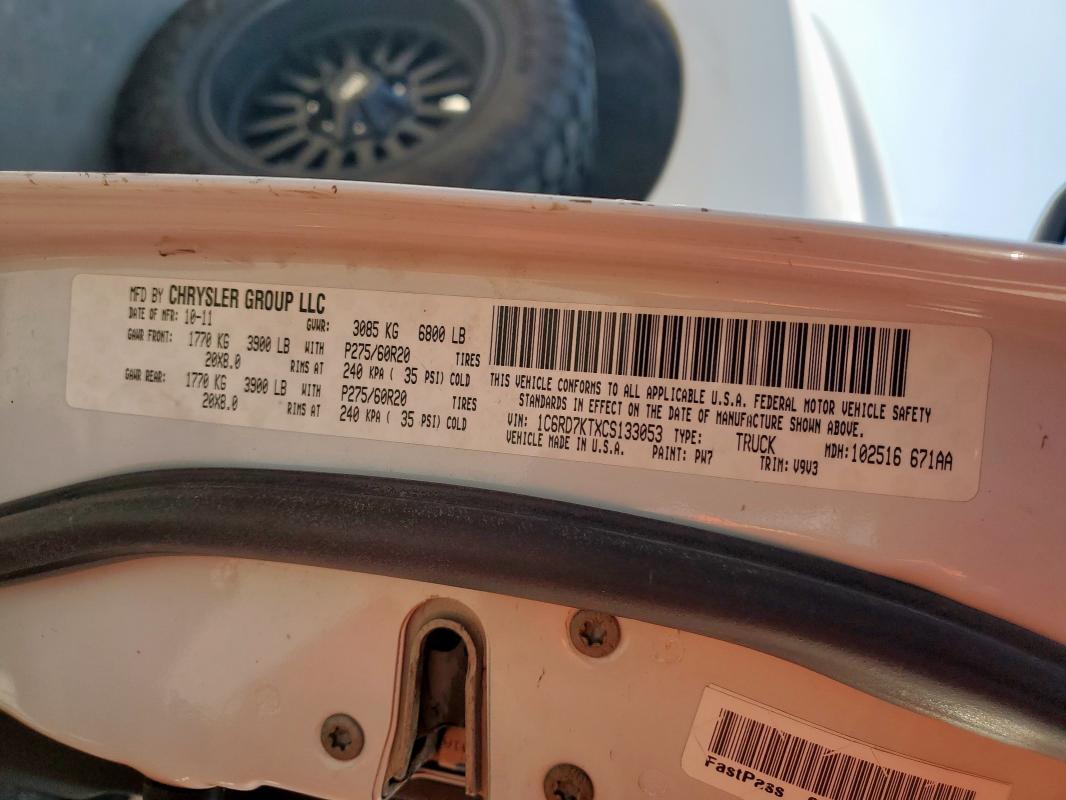 MFD BY CHRYSLER GROUP LLC
DATE OF MFR: 10-11 GVWR: 3085 KG 6800 LB
GAWR FRONT: 1770 KG 3900 LB WITH P275/60R20 TIRES
20X8.0 RIMS AT 240 KPA ( 35 PSI) COLD
GAWR REAR: 1770 KG 3900 LB WITH P275/60R20 TIRES
20X8.0 RIMS AT 240 KPA ( 35 PSI) COLD
THIS VEHICLE CONFORMS TO ALL APPLICABLE U.S.A. FEDERAL MOTOR VEHICLE SAFETY
STANDARDS IN EFFECT ON THE DATE OF MANUFACTURE SHOWN ABOVE.
VIN: 1C6RD7KTXCS133053 TYPE: TRUCK MDH: 102516 671AA
VEHICLE MADE IN U.S.A. PAINT: PW7 TRIM: V9V3
FastPass